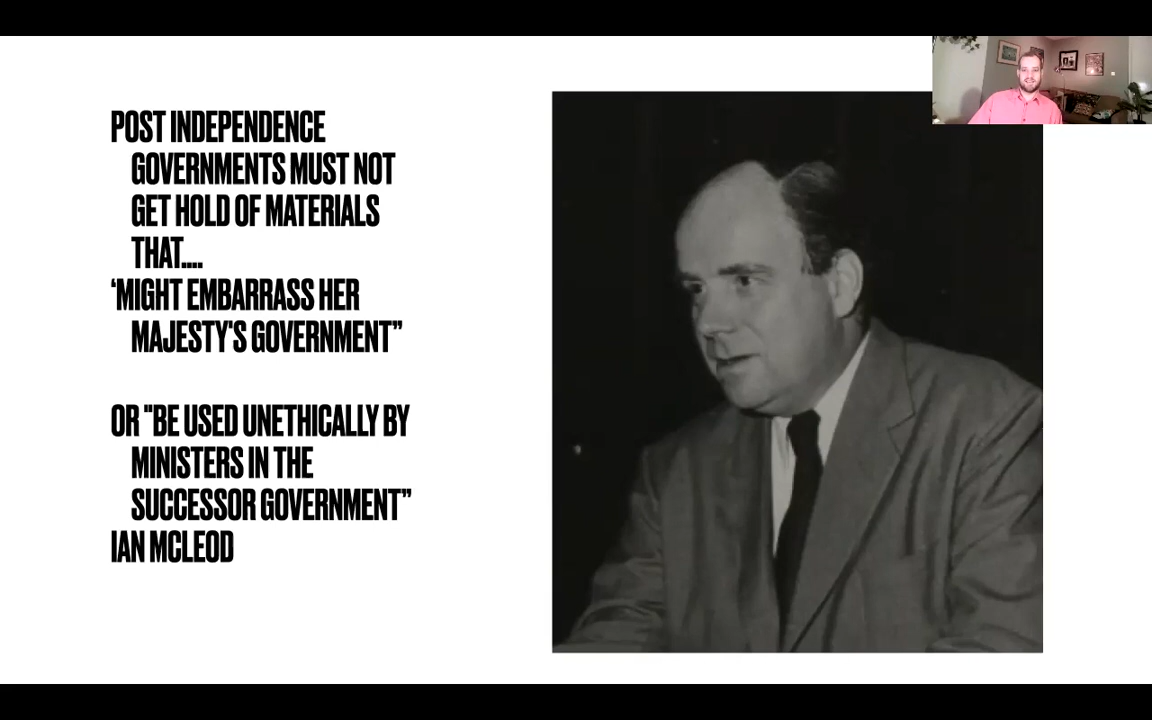 POST INDEPENDENCE
GOVERNMENTS MUST NOT
GET HOLD OF MATERIALS
THAT....
‘MIGHT EMBARRASS HER
MAJESTY'S GOVERNMENT”
OR "BE USED UNETHICALLY BY
MINISTERS IN THE
SUCCESSOR GOVERNMENT”
IAN MCLEOD